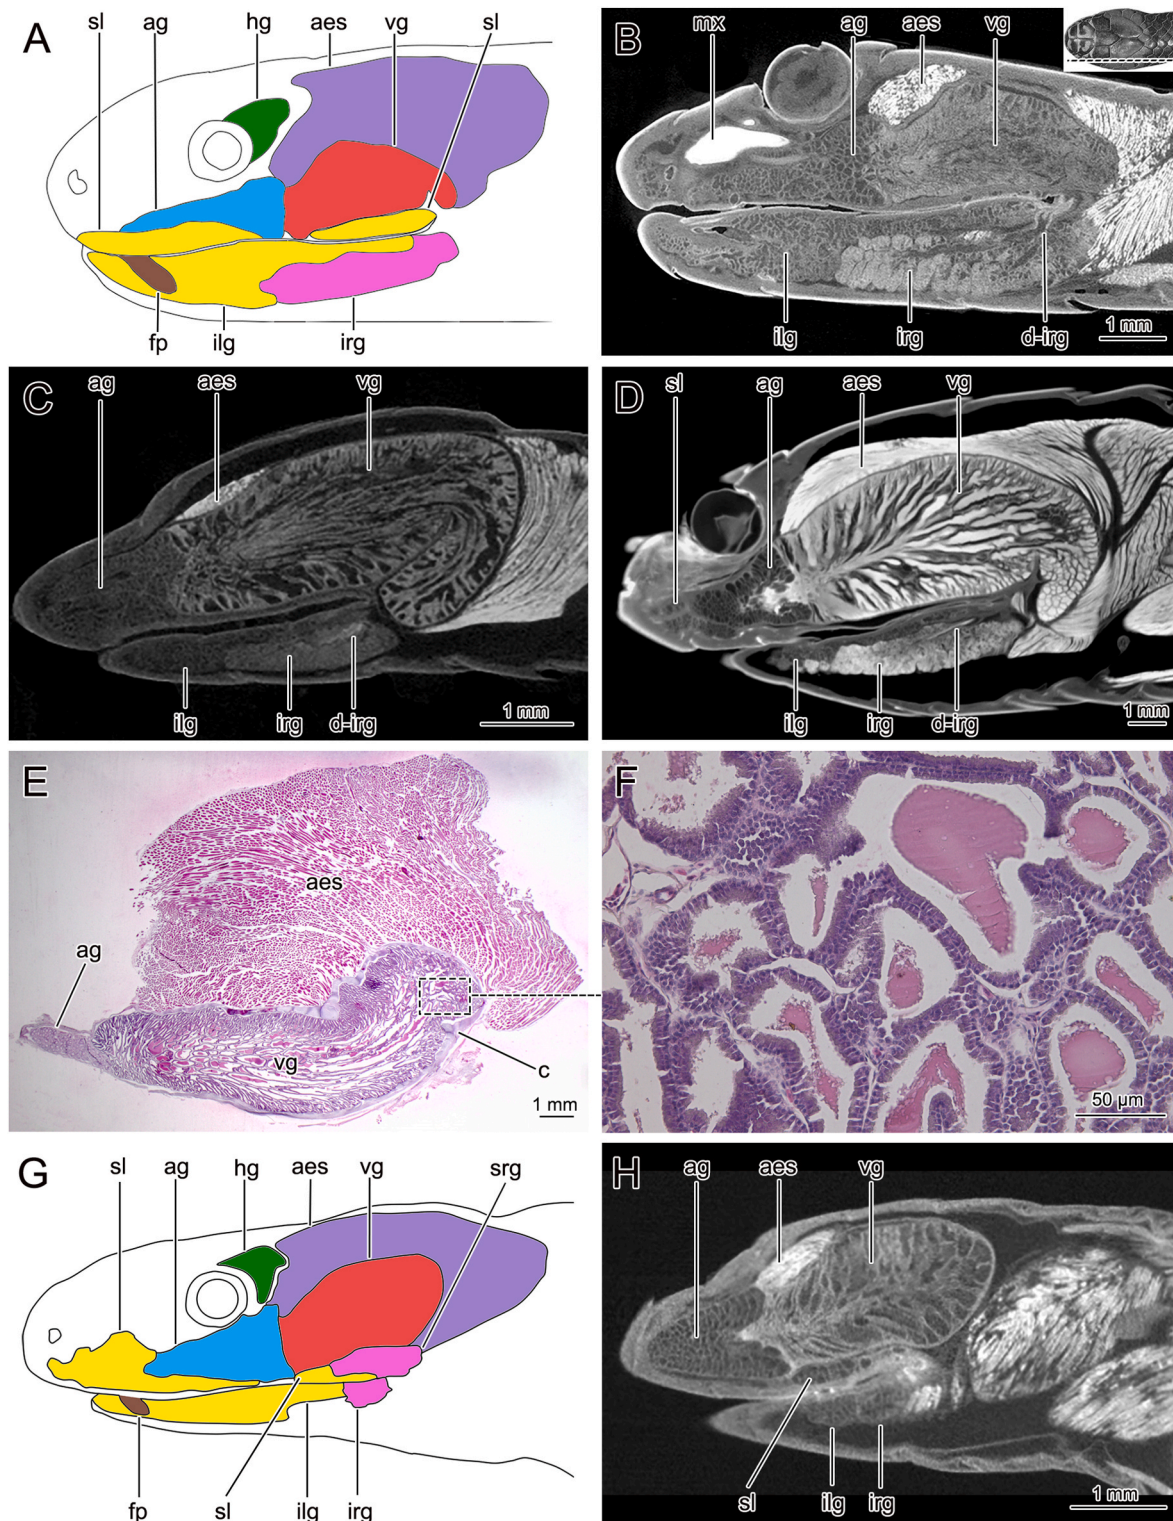 A
sl ag hg aes vg sl
fp ilg irg
B
mx ag aes vg
ilg irg d-irg
1 mm
C
ag aes vg
ilg irg d-irg
1 mm
D
sl ag aes vg
ilg irg d-irg
1 mm
E
aes
ag
vg
c
1 mm
F
50 µm
G
sl ag hg aes vg srg
fp sl ilg irg
H
ag aes vg
sl ilg irg
1 mm